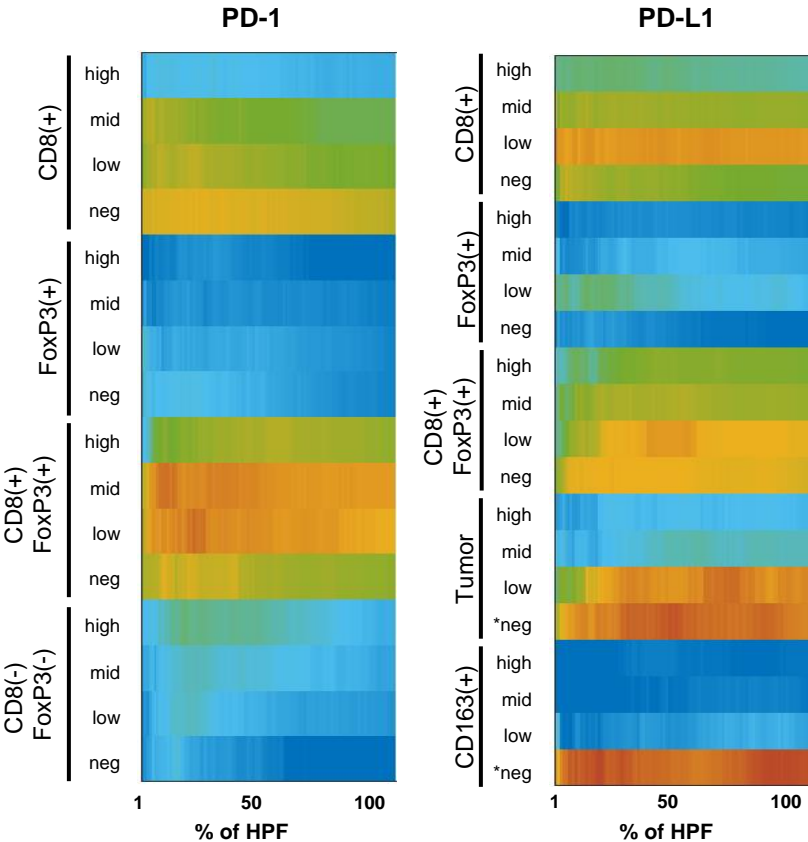 PD-1
CD8(+)
high
mid
low
neg
FoxP3(+)
high
mid
low
neg
CD8(+)
FoxP3(+)
high
mid
low
neg
CD8(-)
FoxP3(-)
high
mid
low
neg
1 50 100
% of HPF
PD-L1
CD8(+)
high
mid
low
neg
FoxP3(+)
high
mid
low
neg
CD8(+)
FoxP3(+)
high
mid
low
neg
Tumor
high
mid
low
*neg
CD163(+)
high
mid
low
*neg
1 50 100
% of HPF